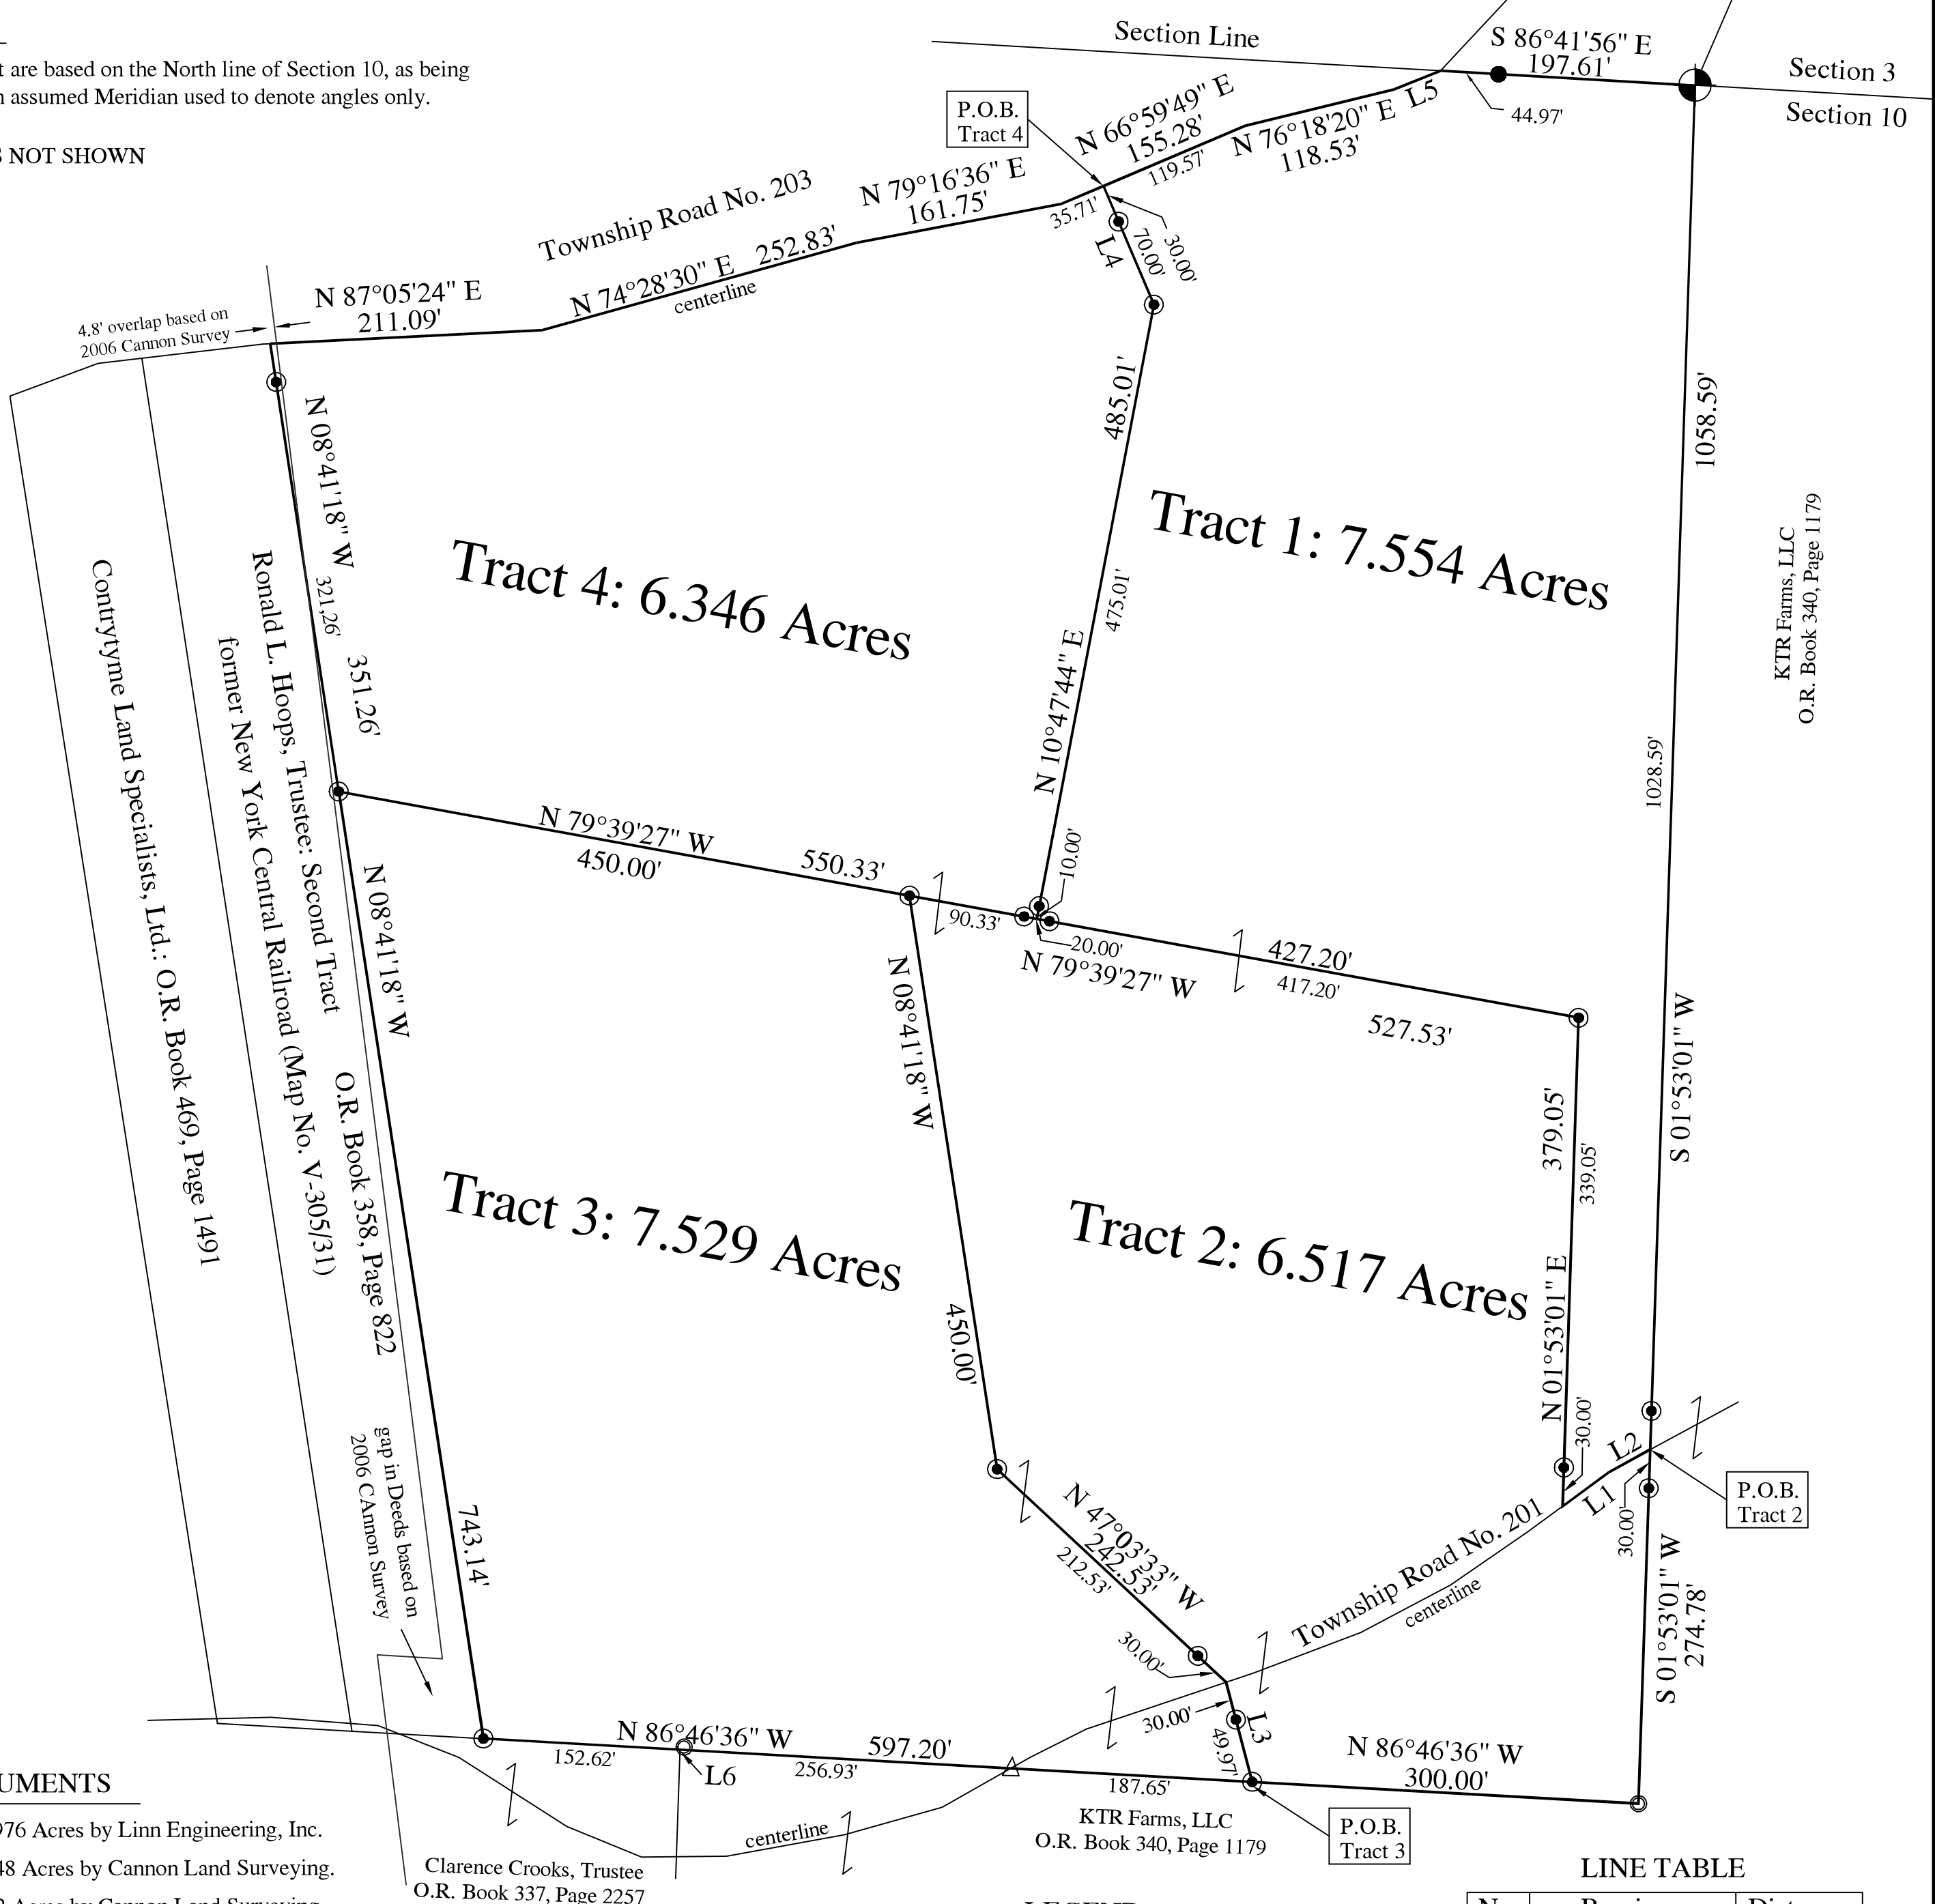 t are based on the North line of Section 10, as being
n assumed Meridian used to denote angles only.
S NOT SHOWN
Section Line
S 86°41'56" E
197.61'
Section 3
Section 10
44.97'
P.O.B.
Tract 4
N 66°59'49" E
155.28'
119.57'
N 76°18'20" E
118.53'
L5
35.71'
Township Road No. 203
N 79°16'36" E
161.75'
N 74°28'30" E 252.83'
centerline
N 87°05'24" E
211.09'
4.8' overlap based on
2006 Cannon Survey
L4
70.00'
30.00'
485.01'
475.01'
N 10°47'44" E
10.00'
1058.59'
1028.59'
S 01°53'01" W
KTR Farms, LLC
O.R. Book 340, Page 1179
Tract 1: 7.554 Acres
Tract 4: 6.346 Acres
N 08°41'18" W
321.26'
351.26'
Contrytyme Land Specialists, Ltd.: O.R. Book 469, Page 1491
Ronald L. Hoops, Trustee: Second Tract O.R. Book 358, Page 822
former New York Central Railroad (Map No. V-305/31)
N 79°39'27" W
450.00'
550.33'
90.33'
20.00'
N 79°39'27" W
427.20'
417.20'
527.53'
N 08°41'18" W
743.14'
N 08°41'18" W
450.00'
379.05'
339.05'
N 01°53'01" E
30.00'
Tract 3: 7.529 Acres
Tract 2: 6.517 Acres
gap in Deeds based on
2006 CAnnon Survey
N 47°03'33" W
242.53'
212.53'
30.00'
Township Road No. 201
centerline
L1
L2
30.00'
P.O.B.
Tract 2
S 01°53'01" W
274.78'
30.00'
L3
49.97'
N 86°46'36" W
597.20'
152.62'
L6
256.93'
187.65'
N 86°46'36" W
300.00'
KTR Farms, LLC
O.R. Book 340, Page 1179
P.O.B.
Tract 3
centerline
Clarence Crooks, Trustee
O.R. Book 337, Page 2257
UMENTS
976 Acres by Linn Engineering, Inc.
48 Acres by Cannon Land Surveying.
Acres by Cannon Land Surveying
LEGEND
LINE TABLE